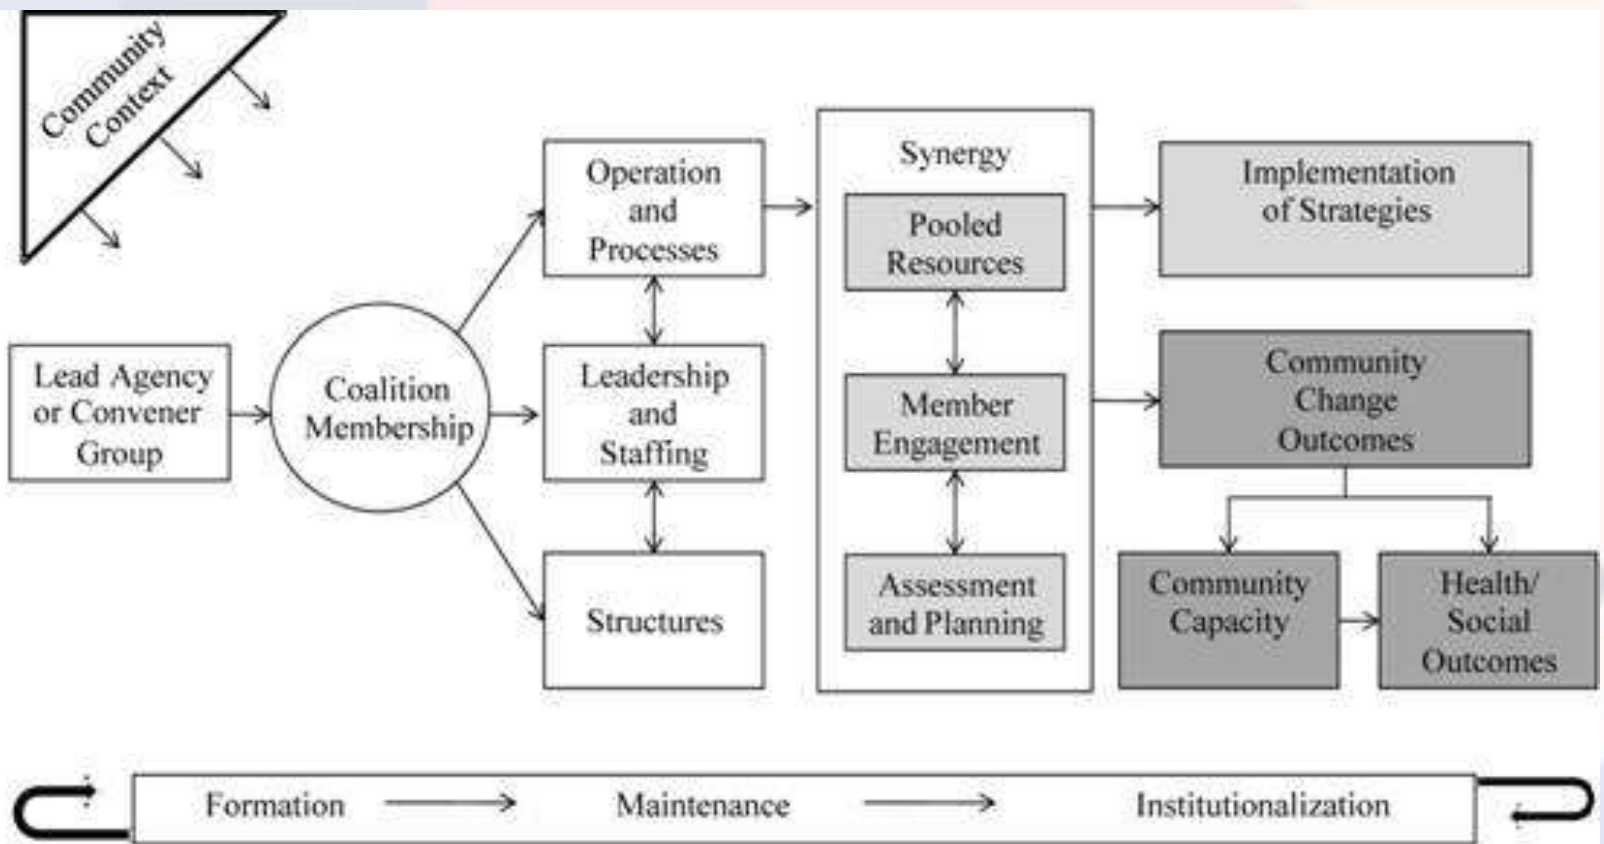 Community
Context
Lead Agency
or Convener
Group
Coalition
Membership
Operation
and
Processes
Leadership
and
Staffing
Structures
Synergy
Pooled
Resources
Member
Engagement
Assessment
and Planning
Implementation
of Strategies
Community
Change
Outcomes
Community
Capacity
Health/
Social
Outcomes
Formation
Maintenance
Institutionalization